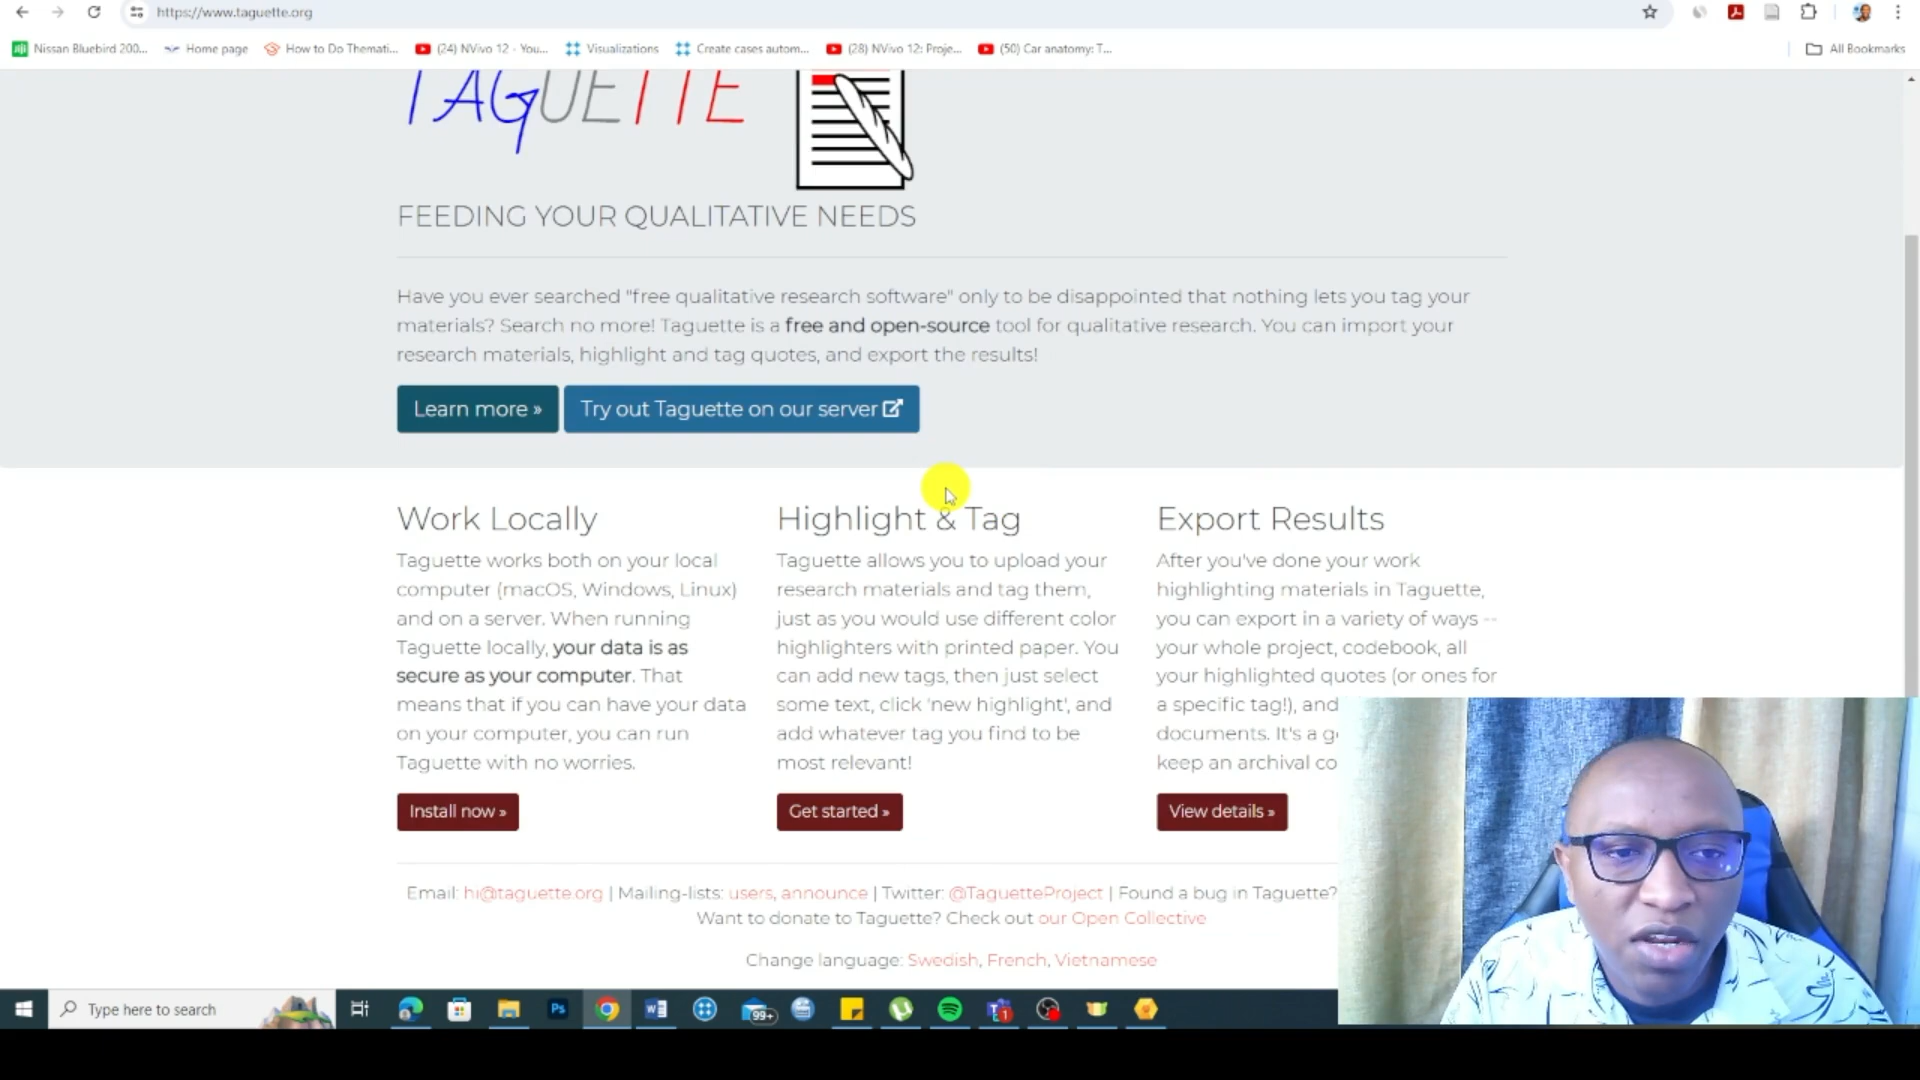 https://www.taguette.org
Nissan Bluebird 200...
Home page
How to Do Themati...
(24) NVivo 12 - You...
Visualizations
Create cases autom...
(28) NVivo 12: Proje...
(50) Car anatomy: T...
All Bookmarks
TAGUETTE
FEEDING YOUR QUALITATIVE NEEDS
Have you ever searched "free qualitative research software" only to be disappointed that nothing lets you tag your
materials? Search no more! Taguette is a free and open-source tool for qualitative research. You can import your
research materials, highlight and tag quotes, and export the results!
Learn more »
Try out Taguette on our server
Work Locally
Taguette works both on your local
computer (macOS, Windows, Linux)
and on a server. When running
Taguette locally, your data is as
secure as your computer. That
means that if you can have your data
on your computer, you can run
Taguette with no worries.
Install now »
Highlight & Tag
Taguette allows you to upload your
research materials and tag them,
just as you would use different color
highlighters with printed paper. You
can add new tags, then just select
some text, click 'new highlight', and
add whatever tag you find to be
most relevant!
Get started »
Export Results
After you've done your work
highlighting materials in Taguette,
you can export in a variety of ways --
your whole project, codebook, all
your highlighted quotes (or ones for
a specific tag!), and
documents. It's a g
keep an archival co
View details »
Email: hi@taguette.org | Mailing-lists: users, announce | Twitter: @TaguetteProject | Found a bug in Taguette?
Want to donate to Taguette? Check out our Open Collective
Change language: Swedish, French, Vietnamese
Type here to search
Ps
99+
1